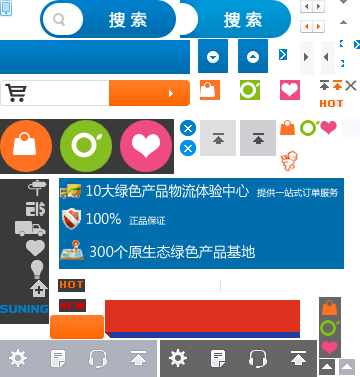 搜索 搜索
HOT
10大绿色产品物流体验中心 提供一站式订单服务
100% 正品保证
300个原生态绿色产品基地
HOT
NEW
SUNING